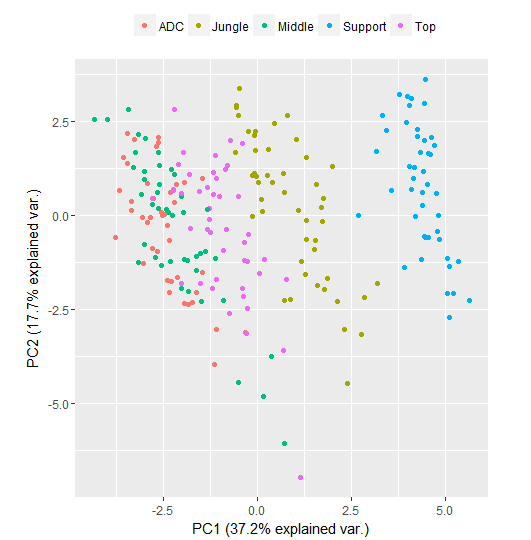 ADC Jungle Middle Support Top
2.5
0.0
-2.5
-5.0
PC2 (17.7% explained var.)
-2.5 0.0 2.5 5.0
PC1 (37.2% explained var.)